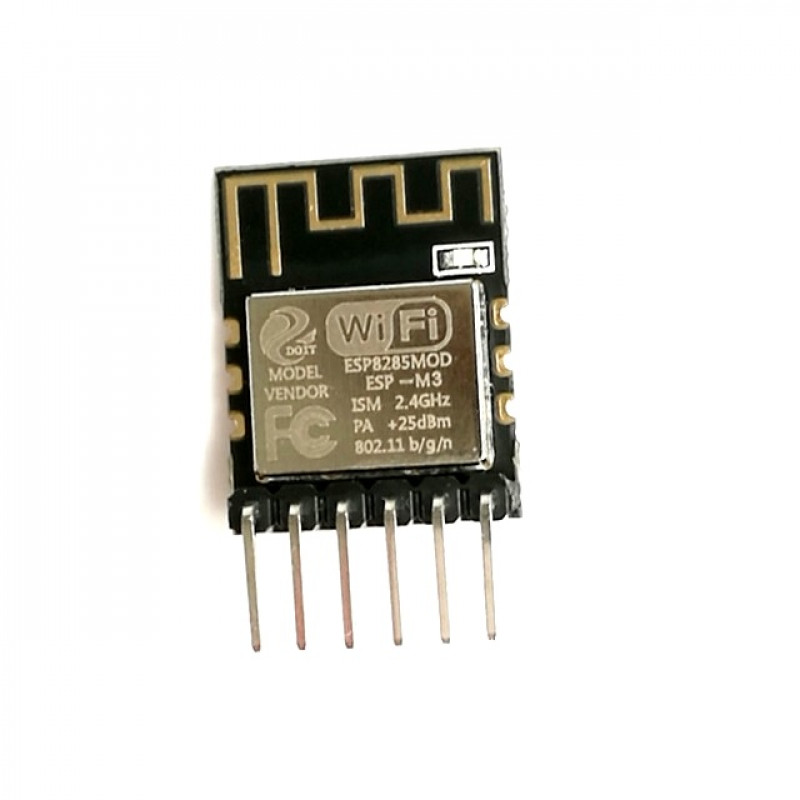 WiFi
DOIT
ESP8285MOD
MODEL
ESP-M3
VENDOR
ISM 2.4GHz
FC
PA +25dBm
802.11 b/g/n